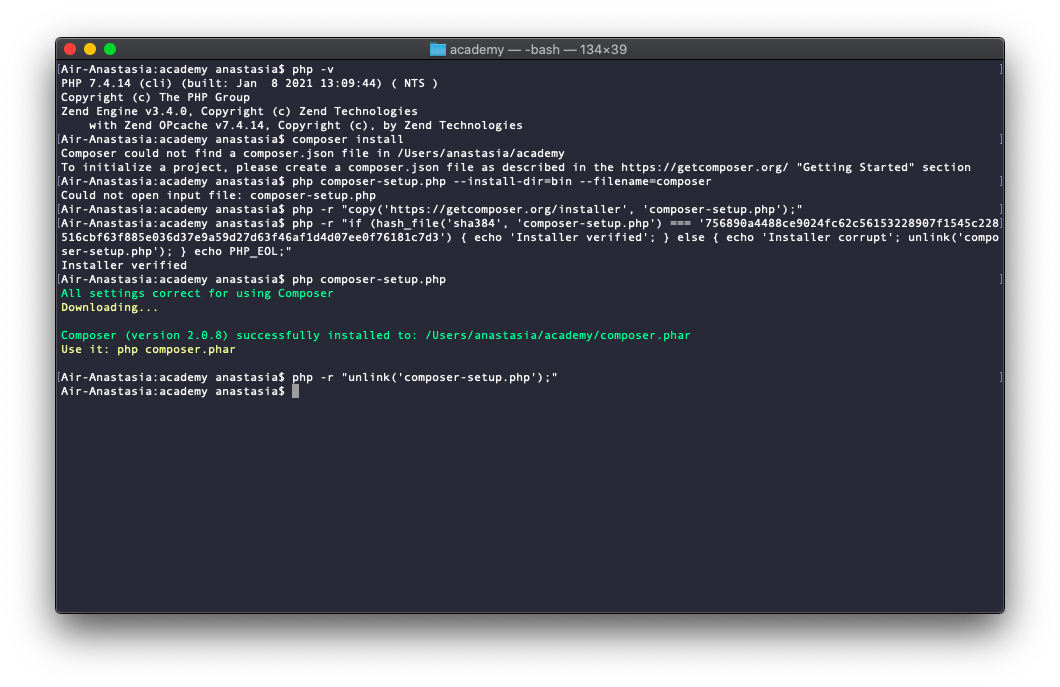 academy — -bash — 134×39
[Air-Anastasia:academy anastasia$ php -v ]
PHP 7.4.14 (cli) (built: Jan  8 2021 13:09:44) ( NTS )
Copyright (c) The PHP Group
Zend Engine v3.4.0, Copyright (c) Zend Technologies
    with Zend OPcache v7.4.14, Copyright (c), by Zend Technologies
[Air-Anastasia:academy anastasia$ composer install ]
Composer could not find a composer.json file in /Users/anastasia/academy
To initialize a project, please create a composer.json file as described in the https://getcomposer.org/ "Getting Started" section
[Air-Anastasia:academy anastasia$ php composer-setup.php --install-dir=bin --filename=composer ]
Could not open input file: composer-setup.php
[Air-Anastasia:academy anastasia$ php -r "copy('https://getcomposer.org/installer', 'composer-setup.php');" ]
[Air-Anastasia:academy anastasia$ php -r "if (hash_file('sha384', 'composer-setup.php') === '756890a4488ce9024fc62c56153228907f1545c228]
516cbf63f885e036d37e9a59d27d63f46af1d4d07ee0f76181c7d3') { echo 'Installer verified'; } else { echo 'Installer corrupt'; unlink('compo
ser-setup.php'); } echo PHP_EOL;"
Installer verified
[Air-Anastasia:academy anastasia$ php composer-setup.php ]
All settings correct for using Composer
Downloading...
Composer (version 2.0.8) successfully installed to: /Users/anastasia/academy/composer.phar
Use it: php composer.phar
[Air-Anastasia:academy anastasia$ php -r "unlink('composer-setup.php');" ]
Air-Anastasia:academy anastasia$